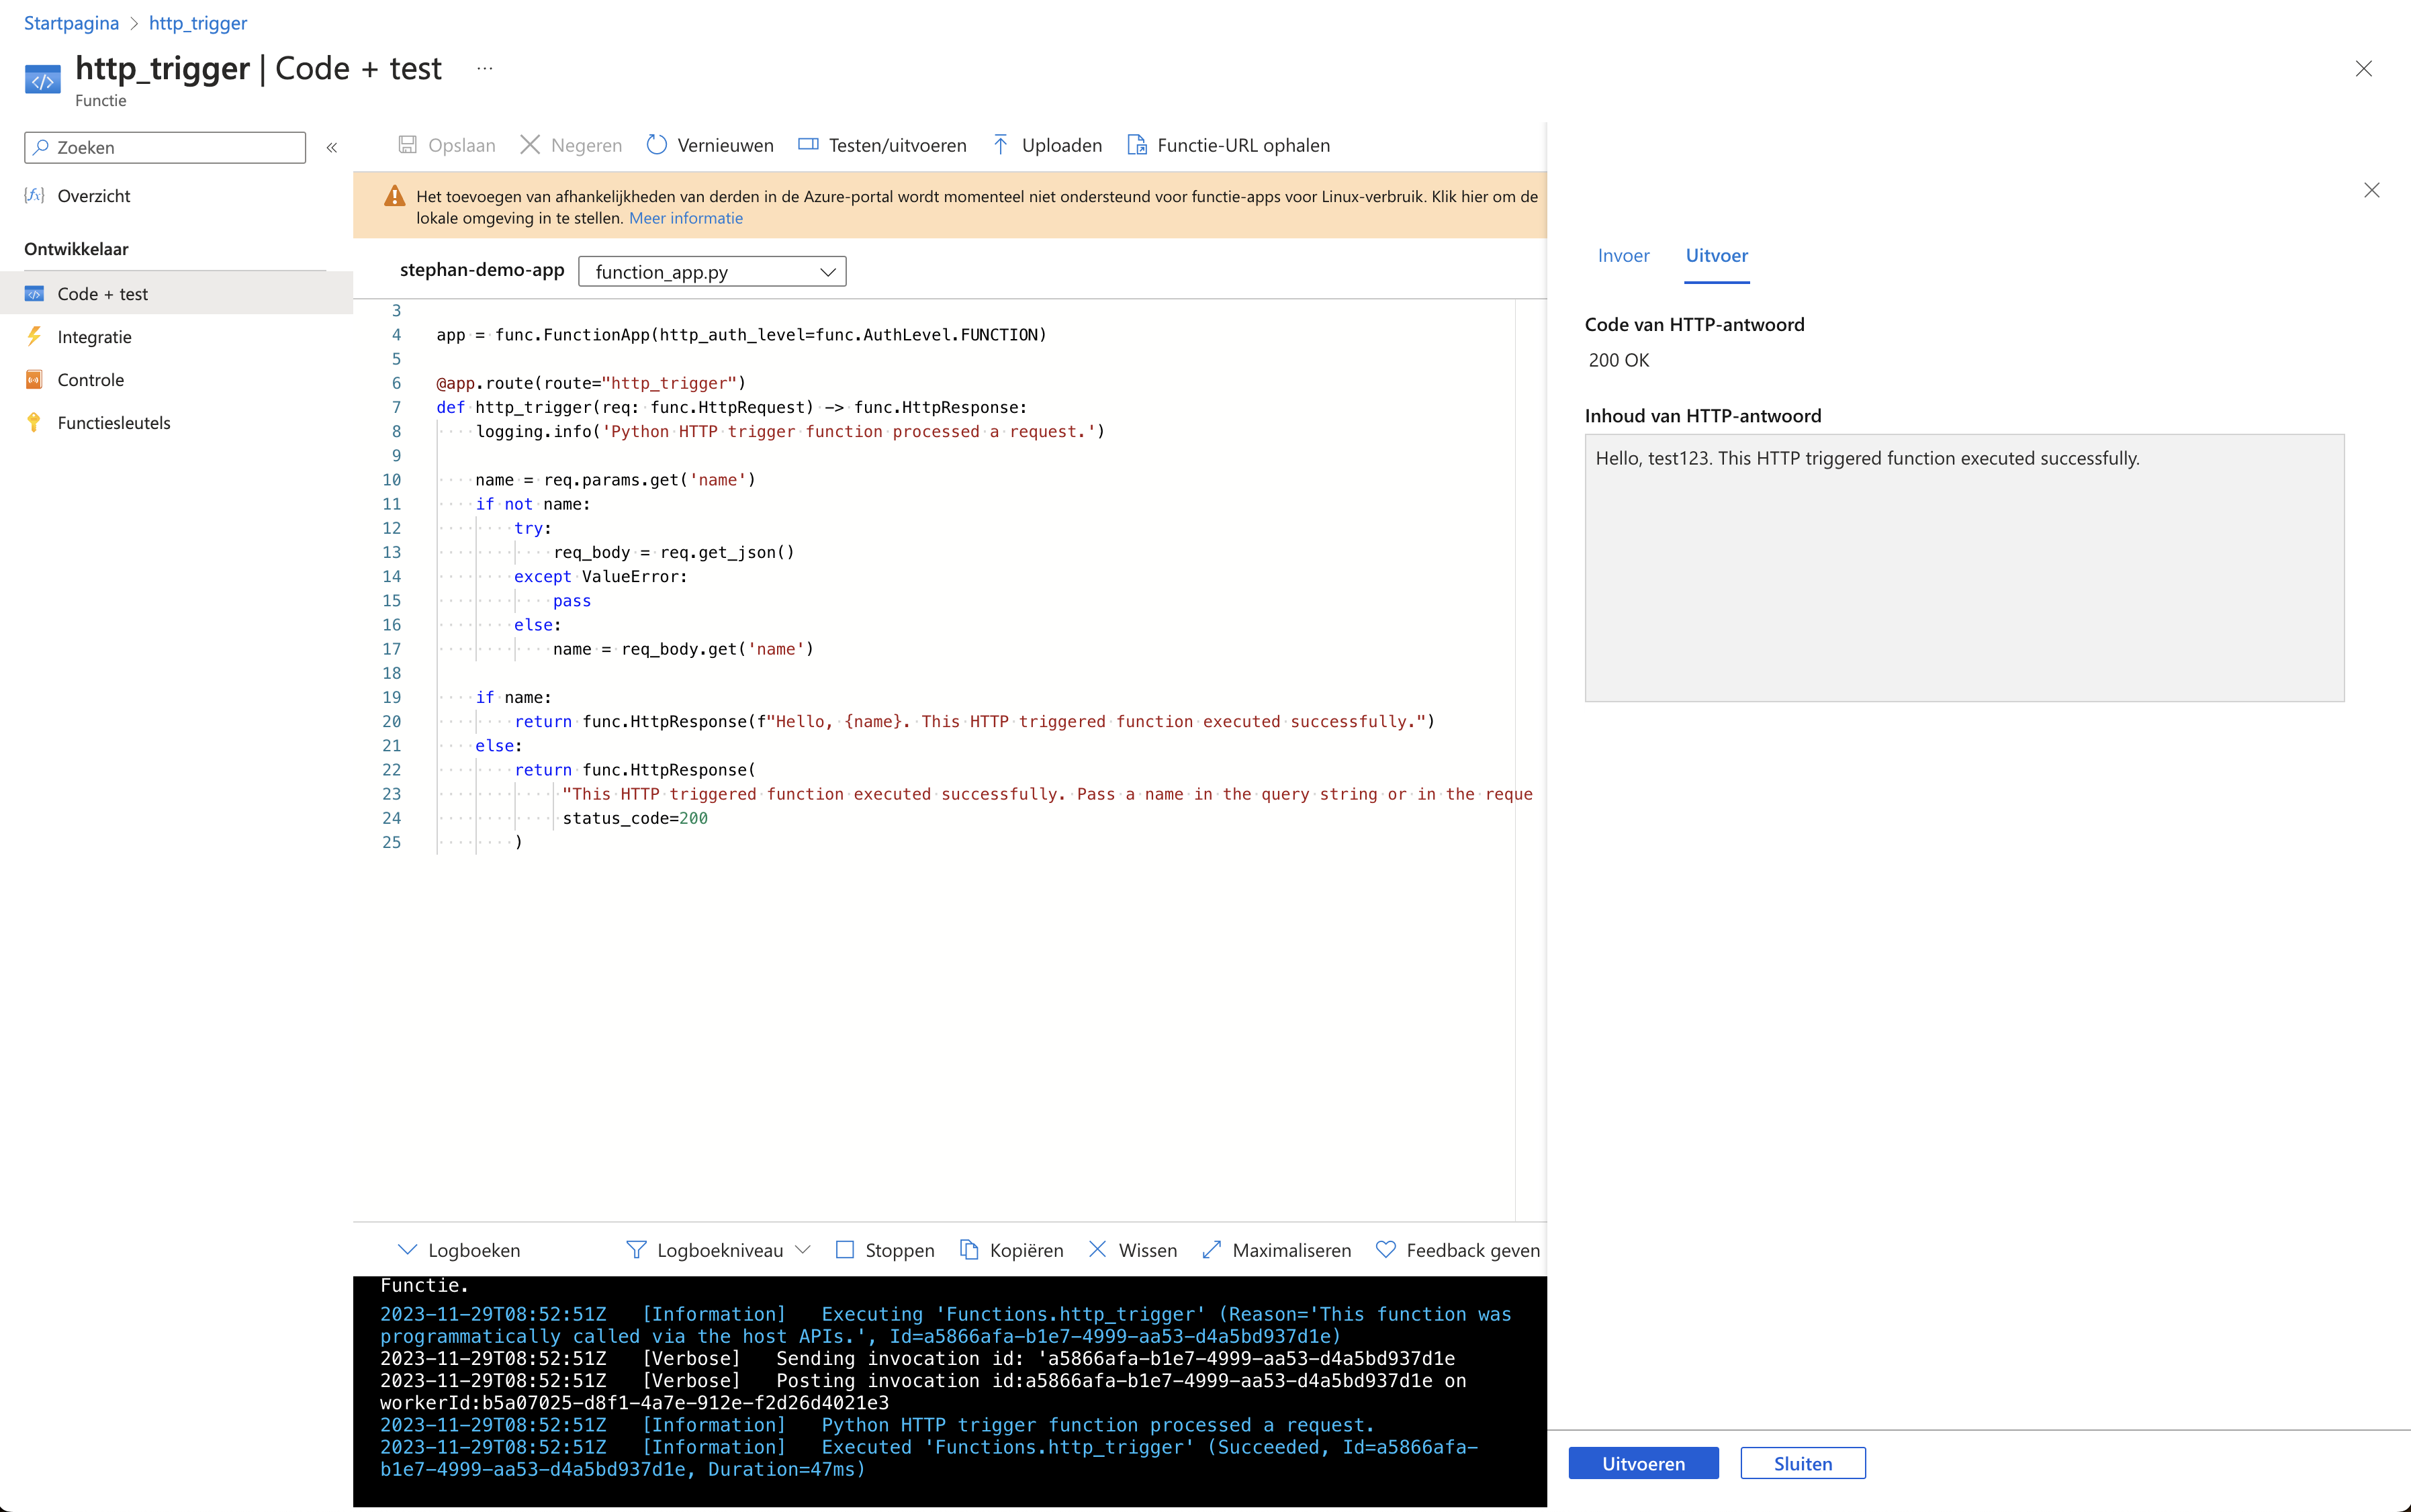 Startpagina > http_trigger
http_trigger | Code + test ...
Functie
Zoeken
«
Overzicht
Ontwikkelaar
Code + test
Integratie
Controle
Functiesleutels
Opslaan Negeren Vernieuwen Testen/uitvoeren Uploaden Functie-URL ophalen
Het toevoegen van afhankelijkheden van derden in de Azure-portal wordt momenteel niet ondersteund voor functie-apps voor Linux-verbruik. Klik hier om de
lokale omgeving in te stellen. Meer informatie
stephan-demo-app function_app.py
3
4 app = func.FunctionApp(http_auth_level=func.AuthLevel.FUNCTION)
5
6 @app.route(route="http_trigger")
7 def http_trigger(req: func.HttpRequest) -> func.HttpResponse:
8     logging.info('Python HTTP trigger function processed a request.')
9
10     name = req.params.get('name')
11     if not name:
12         try:
13             req_body = req.get_json()
14         except ValueError:
15             pass
16         else:
17             name = req_body.get('name')
18
19     if name:
20         return func.HttpResponse(f"Hello, {name}. This HTTP triggered function executed successfully.")
21     else:
22         return func.HttpResponse(
23              "This HTTP triggered function executed successfully. Pass a name in the query string or in the reque
24              status_code=200
25         )
Logboeken Logboekniveau Stoppen Kopiëren Wissen Maximaliseren Feedback geven
Functie.
2023-11-29T08:52:51Z   [Information]   Executing 'Functions.http_trigger' (Reason='This function was
programmatically called via the host APIs.', Id=a5866afa-b1e7-4999-aa53-d4a5bd937d1e)
2023-11-29T08:52:51Z   [Verbose]   Sending invocation id: 'a5866afa-b1e7-4999-aa53-d4a5bd937d1e
2023-11-29T08:52:51Z   [Verbose]   Posting invocation id:a5866afa-b1e7-4999-aa53-d4a5bd937d1e on
workerId:b5a07025-d8f1-4a7e-912e-f2d26d4021e3
2023-11-29T08:52:51Z   [Information]   Python HTTP trigger function processed a request.
2023-11-29T08:52:51Z   [Information]   Executed 'Functions.http_trigger' (Succeeded, Id=a5866afa-
b1e7-4999-aa53-d4a5bd937d1e, Duration=47ms)
Invoer Uitvoer
Code van HTTP-antwoord
200 OK
Inhoud van HTTP-antwoord
Hello, test123. This HTTP triggered function executed successfully.
Uitvoeren Sluiten